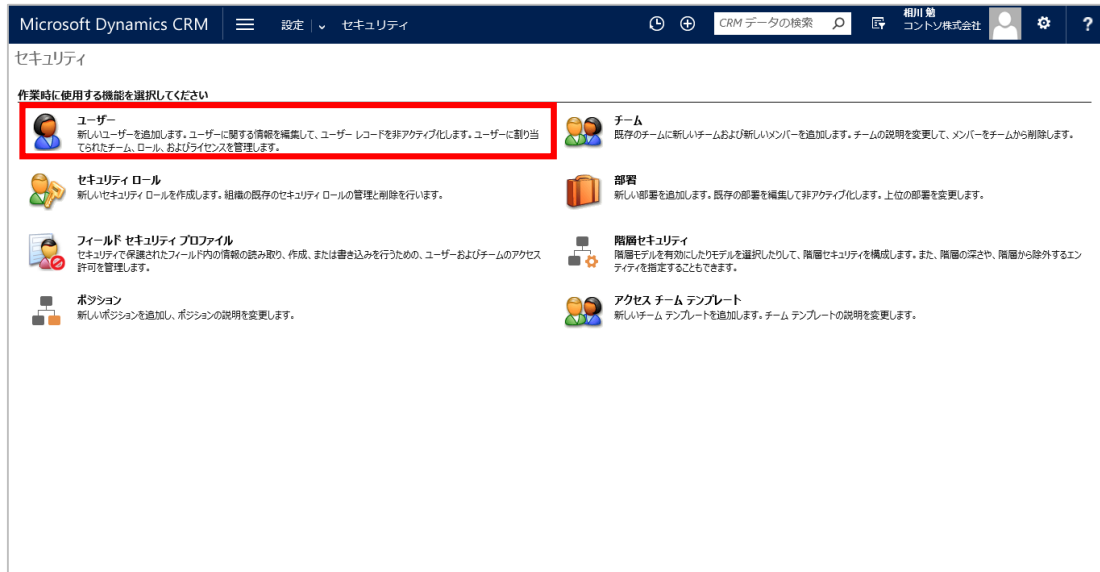 Microsoft Dynamics CRM 設定 セキュリティ CRM データの検索 相川 勉
コントソ株式会社 ?
セキュリティ
作業時に使用する機能を選択してください
ユーザー
新しいユーザーを追加します。ユーザーに関する情報を編集して、ユーザー レコードを非アクティブ化します。ユーザーに割り当
てられたチーム、ロール、およびライセンスを管理します。
チーム
既存のチームに新しいチームおよび新しいメンバーを追加します。チームの説明を変更して、メンバーをチームから削除します。
セキュリティ ロール
新しいセキュリティ ロールを作成します。組織の既存のセキュリティ ロールの管理と削除を行います。
部署
新しい部署を追加します。既存の部署を編集して非アクティブ化します。上位の部署を変更します。
フィールド セキュリティ プロファイル
セキュリティで保護されたフィールド内の情報の読み取り、作成、または書き込みを行うための、ユーザーおよびチームのアクセス
許可を管理します。
階層セキュリティ
階層モデルを有効にしたりモデルを選択したりして、階層セキュリティを構成します。また、階層の深さや、階層から除外するエン
ティティを指定することもできます。
ポジション
新しいポジションを追加し、ポジションの説明を変更します。
アクセス チーム テンプレート
新しいチーム テンプレートを追加します。チーム テンプレートの説明を変更します。